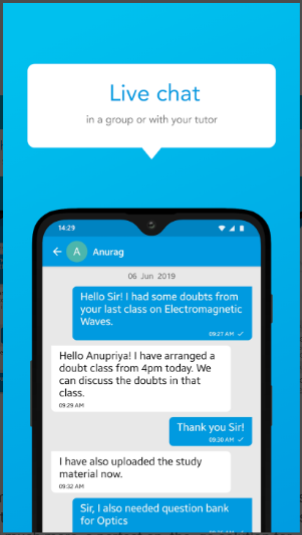 Live chat
in a group or with your tutor
14:29
A
Anurag
06 Jun 2019
Hello Sir! I had some doubts from
your last class on Electromagnetic
Waves.
09:27 AM
Hello Anupriya! I have arranged a
doubt class from 4pm today. We
can discuss the doubts in that
class.
09:29 AM
Thank you Sir!
09:30 AM
I have also uploaded the study
material now.
09:32 AM
Sir, I also needed question bank
for Optics